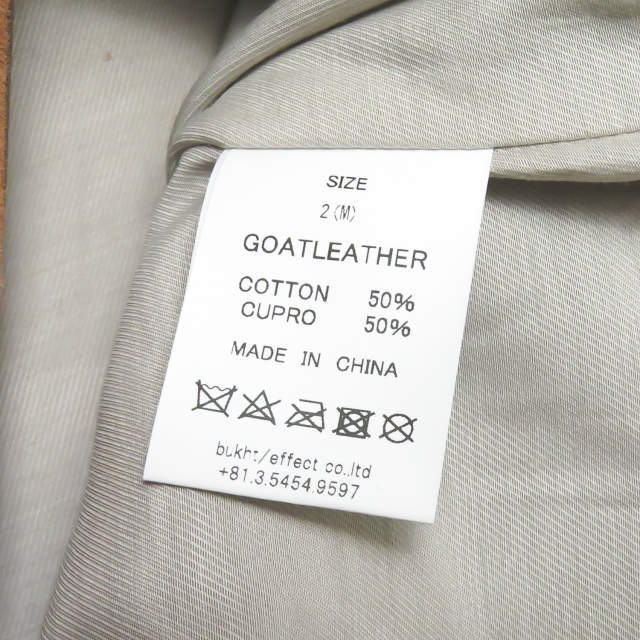 SIZE
2(M)
GOATLEATHER
COTTON 50%
CUPRO 50%
MADE IN CHINA
bukht/effect co.,ltd
+81.3.5454.9597